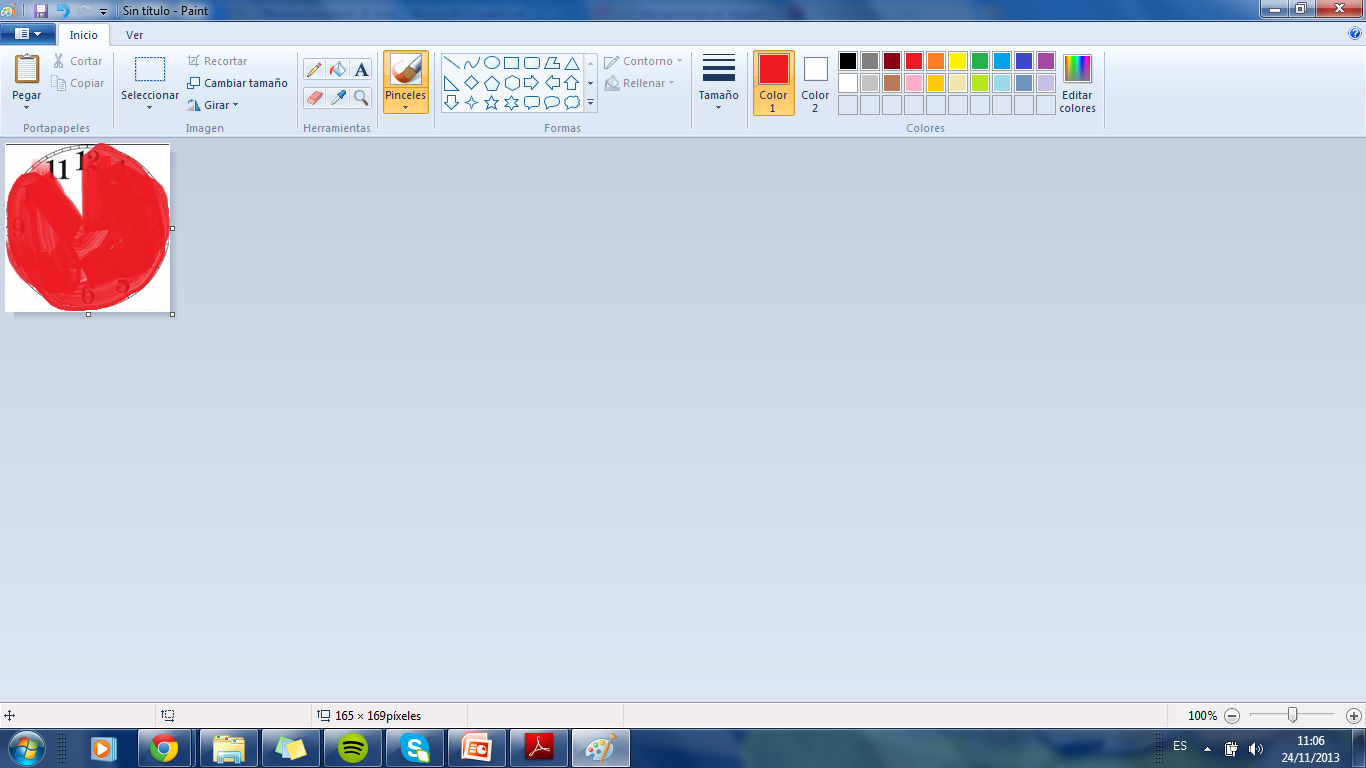 Sin título - Paint
Inicio Ver
Pegar
Cortar
Copiar
Portapapeles
Seleccionar
Recortar
Cambiar tamaño
Girar
Imagen
A
Herramientas
Pinceles
Contorno
Rellenar
Formas
Tamaño
Color 1
Color 2
Editar colores
Colores
11 12
9
6 5
165 × 169píxeles
100%
ES
11:06
24/11/2013